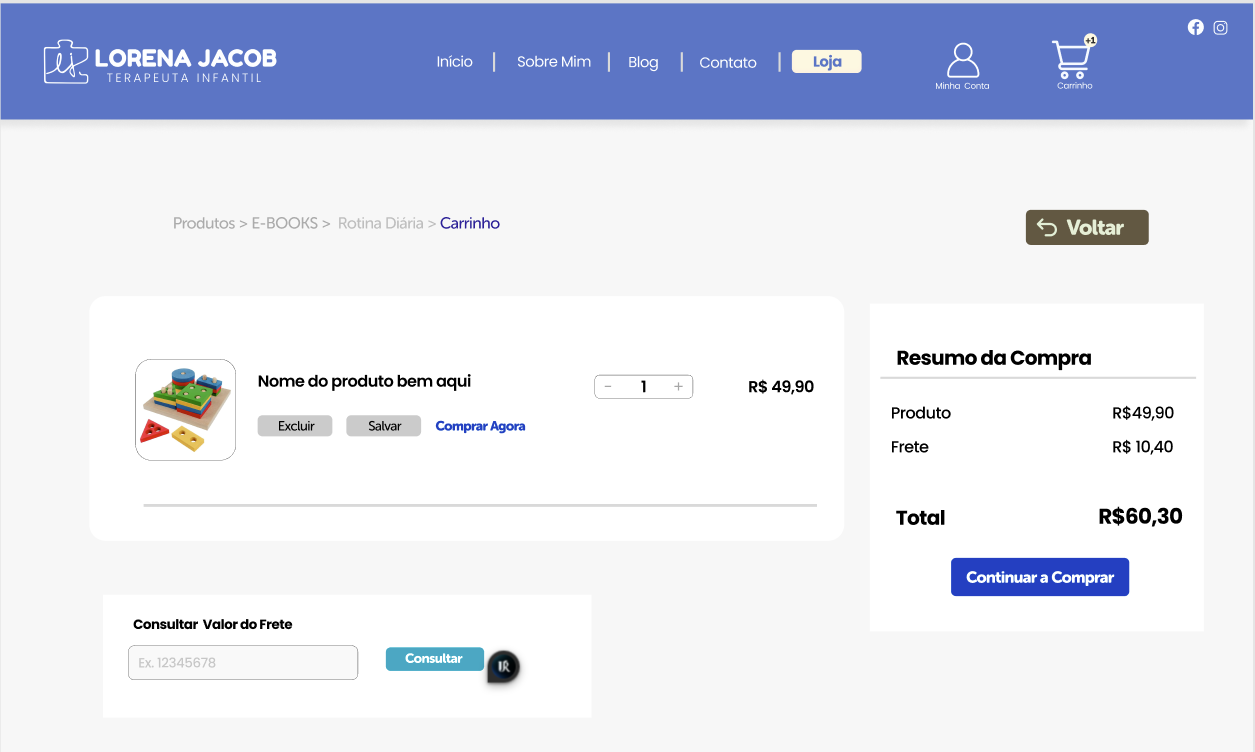 LORENA JACOB
TERAPEUTA INFANTIL
Início | Sobre Mim | Blog | Contato | Loja
Minha Conta
+1
Carrinho
Produtos > E-BOOKS > Rotina Diária > Carrinho
Voltar
Nome do produto bem aqui
- 1 +
R$ 49,90
Excluir
Salvar
Comprar Agora
Resumo da Compra
Produto R$49,90
Frete R$ 10,40
Total R$60,30
Continuar a Comprar
Consultar Valor do Frete
Ex. 12345678
Consultar